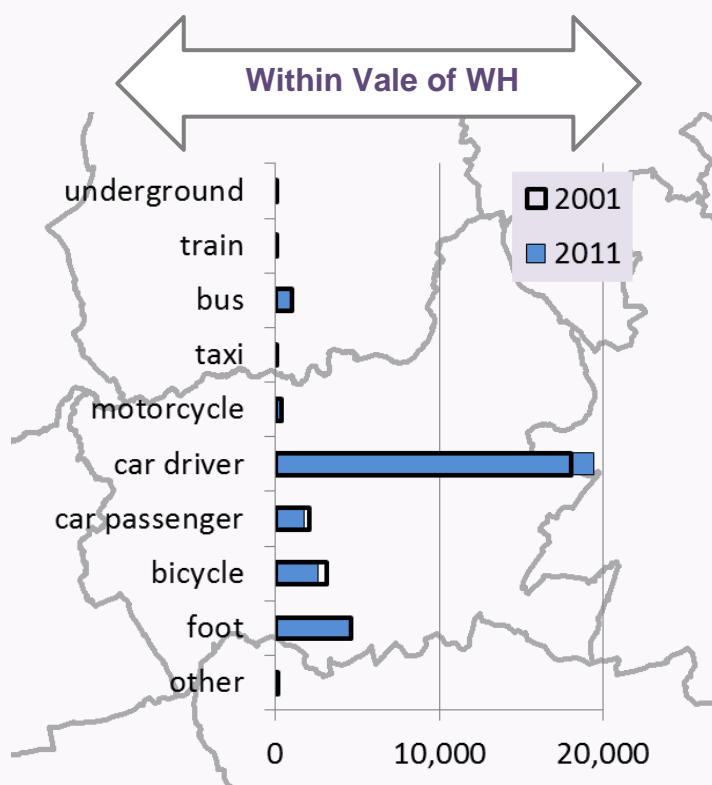 Within Vale of WH
underground
train
bus
taxi
motorcycle
car driver
car passenger
bicycle
foot
other
2001
2011
0 10,000 20,000